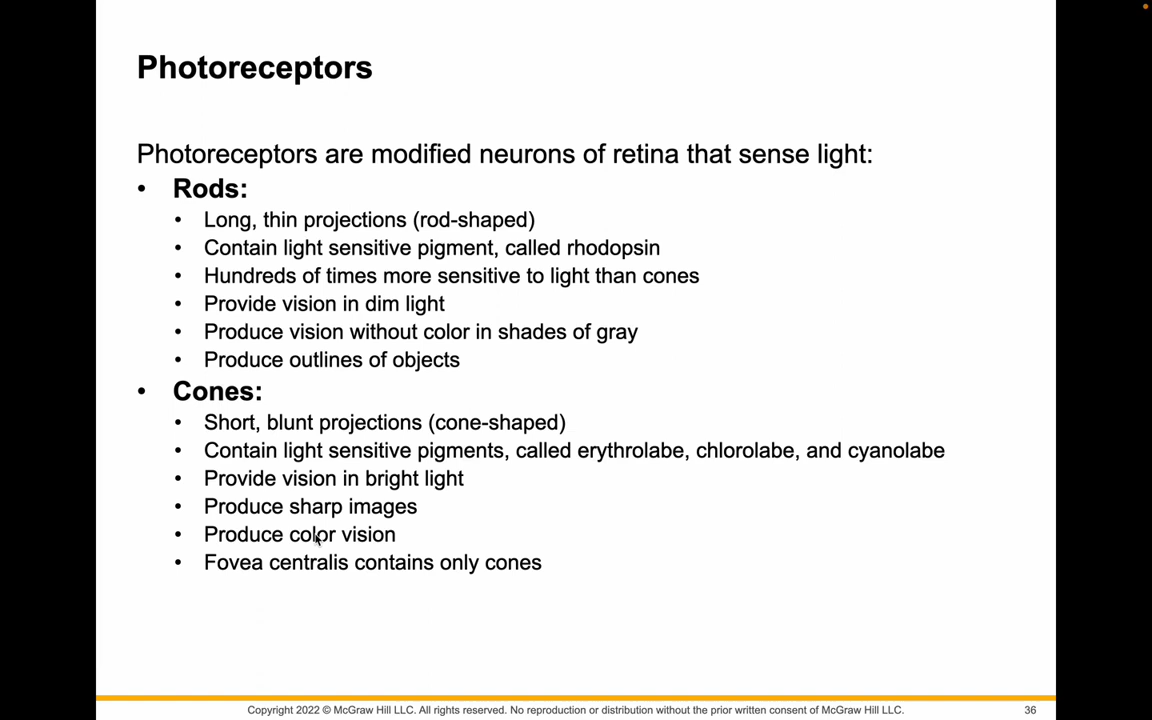 Photoreceptors
Photoreceptors are modified neurons of retina that sense light:
• Rods:
• Long, thin projections (rod-shaped)
• Contain light sensitive pigment, called rhodopsin
• Hundreds of times more sensitive to light than cones
• Provide vision in dim light
• Produce vision without color in shades of gray
• Produce outlines of objects
• Cones:
• Short, blunt projections (cone-shaped)
• Contain light sensitive pigments, called erythrolabe, chlorolabe, and cyanolabe
• Provide vision in bright light
• Produce sharp images
• Produce color vision
• Fovea centralis contains only cones
Copyright 2022 © McGraw Hill LLC. All rights reserved. No reproduction or distribution without the prior written consent of McGraw Hill LLC. 36